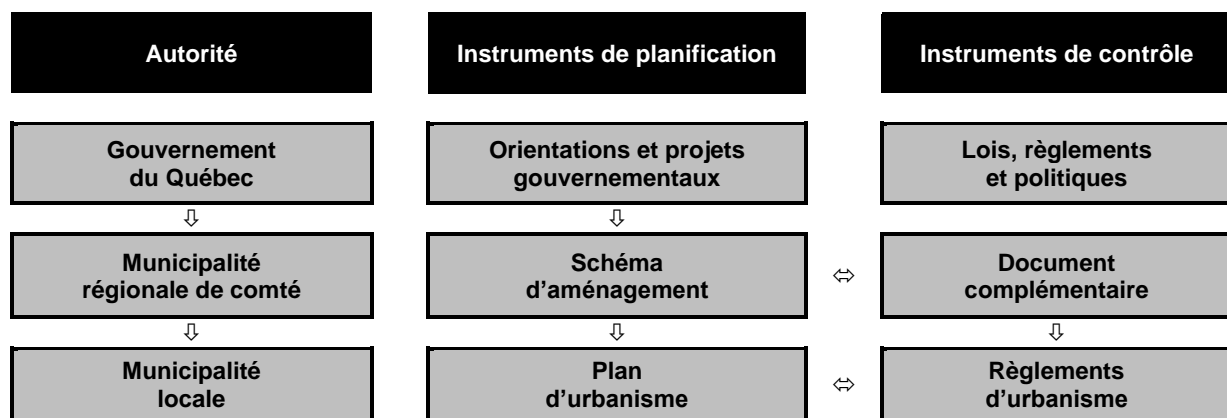 Autorité
Instruments de planification
Instruments de contrôle
Gouvernement
du Québec
Orientations et projets
gouvernementaux
Lois, règlements
et politiques
⇩
⇩
Municipalité
régionale de comté
Schéma
d’aménagement
⇔
Document
complémentaire
⇩
⇩
⇩
Municipalité
locale
Plan
d’urbanisme
⇔
Règlements
d’urbanisme